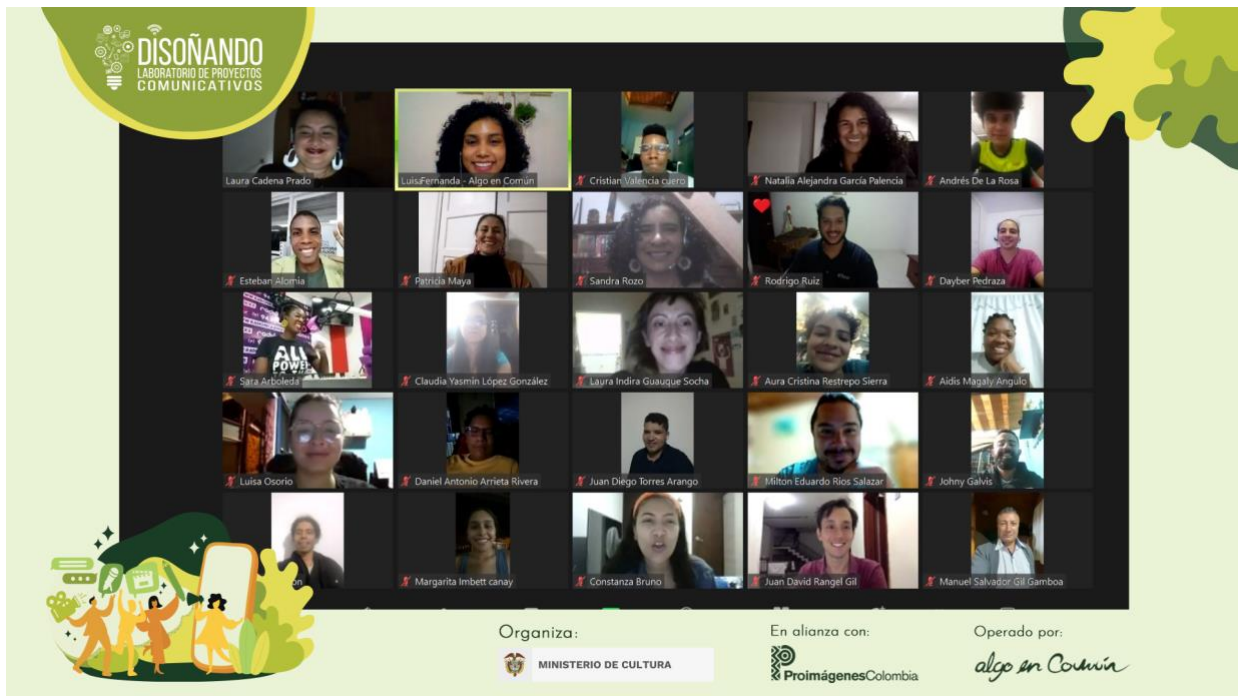 DISOÑANDO
LABORATORIO DE PROYECTOS
COMUNICATIVOS
Laura Cadena Prado
LuisaFernanda - Algo en Común
Cristian Valencia cuero
Natalia Alejandra García Palencia
Andrés De La Rosa
Esteban Alomia
Patricia Maya
Sandra Rozo
Rodrigo Ruiz
Dayber Pedraza
ALL
POWER
Sara Arboleda
Claudia Yasmin López González
Laura Indira Guauque Socha
Aura Cristina Restrepo Sierra
Aidis Magaly Angulo
Luisa Osorio
Daniel Antonio Arrieta Rivera
Juan Diego Torres Arango
Milton Eduardo Rios Salazar
Johny Galvis
Margarita Imbett canay
Constanza Bruno
Juan David Rangel Gil
Manuel Salvador Gil Gamboa
Organiza:
MINISTERIO DE CULTURA
En alianza con:
ProimágenesColombia
Operado por:
algo en Común